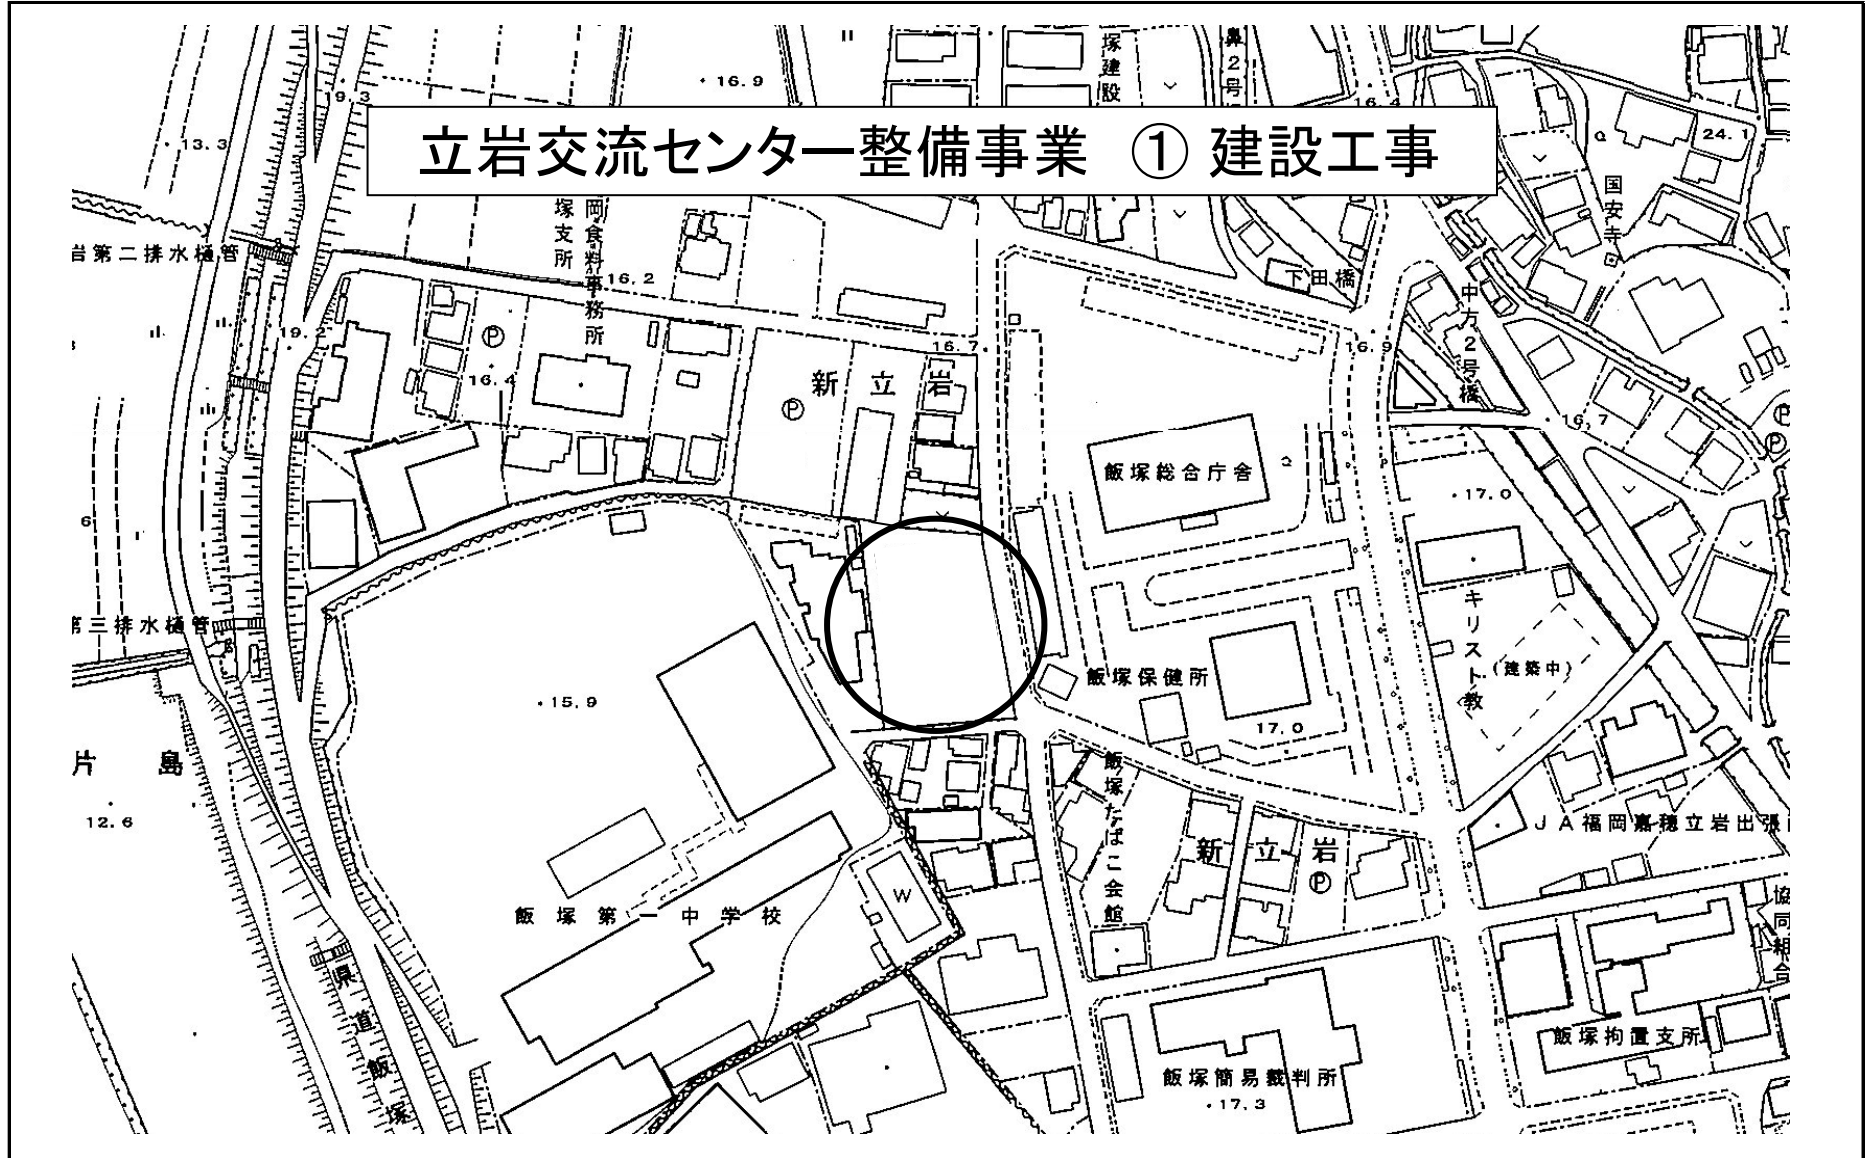 立岩交流センター整備事業　① 建設工事
16.9
塚建設
鼻2号
16.4
19.3
13.3
24.1
国安寺
岡食料事務所
塚支所
岩第二排水樋管
16.2
下田橋
中方2号橋
19.2
16.7
16.9
P
16.4
新立岩
P
16.7
P
P
飯塚総合庁舎
17.0
6
キリスト教
(建築中)
第三排水樋管
飯塚保健所
15.9
17.0
片島
12.6
飯塚たばこ会館
JA福岡嘉穂立岩出張
新立岩
P
W
飯塚第一中学校
協同組合
県道飯塚
飯塚拘置支所
飯塚簡易裁判所
17.3